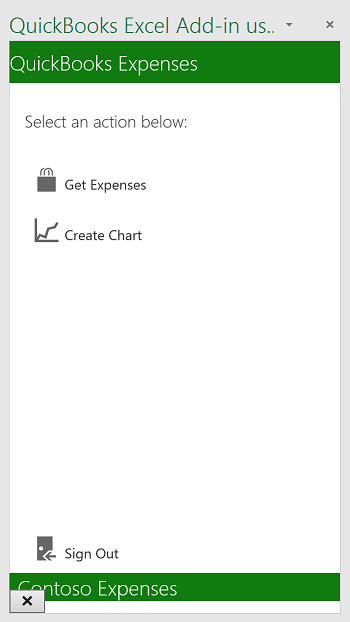 QuickBooks Excel Add-in us..
QuickBooks Expenses
Select an action below:
Get Expenses
Create Chart
Sign Out
Contoso Expenses